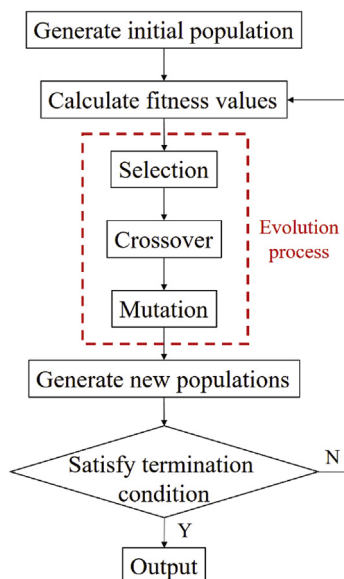 Generate initial population
Calculate fitness values
Selection
Crossover
Evolution
process
Mutation
Generate new populations
Satisfy termination
condition
N
Y
Output